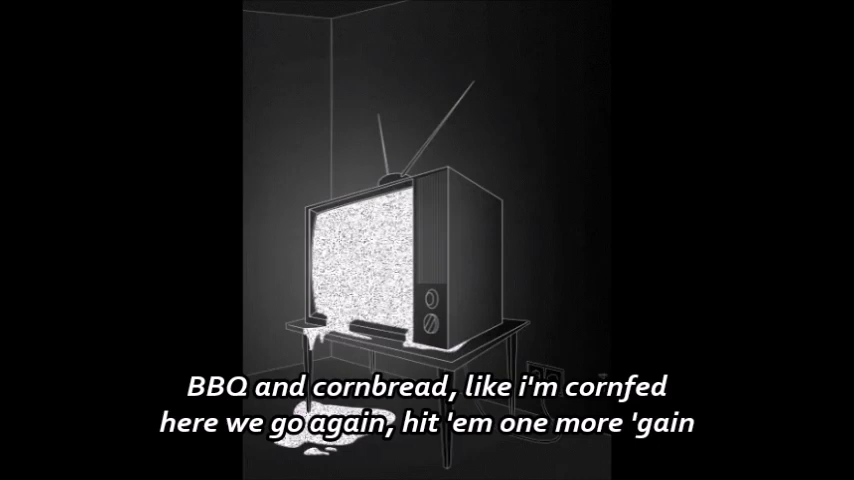 BBQ and cornbread, like i'm cornfed
here we go again, hit 'em one more 'gain